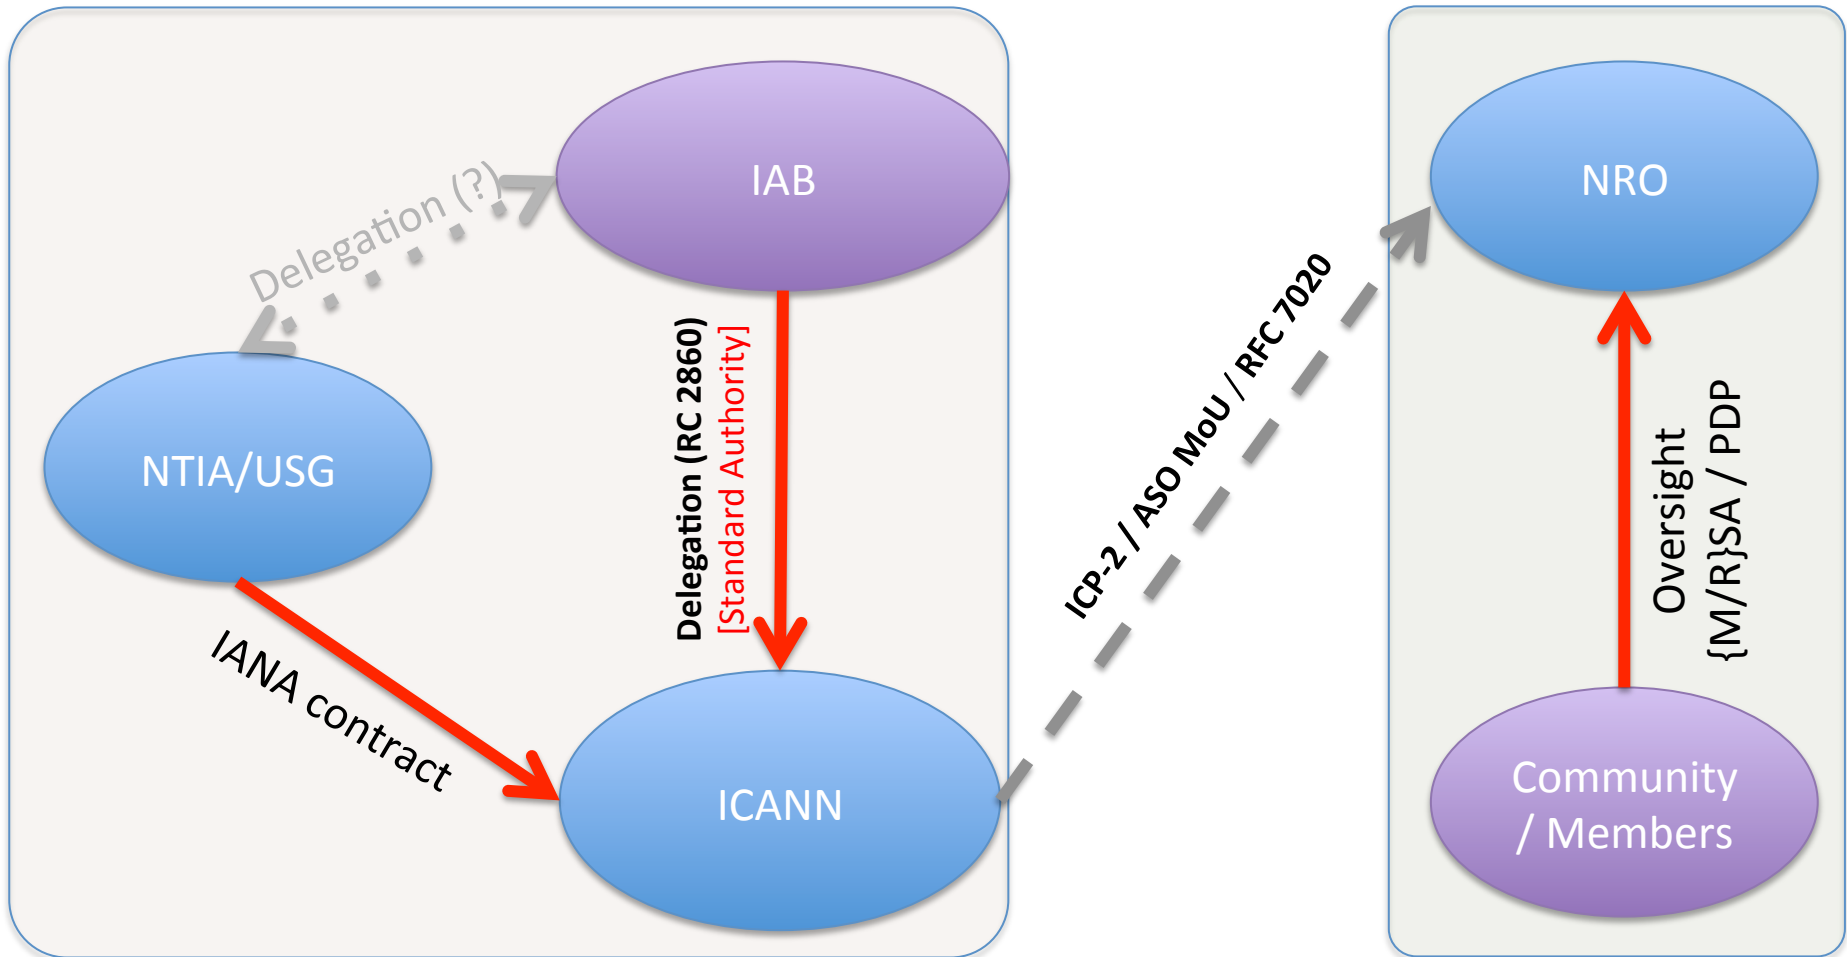 IAB
NRO
Delegation (?)
NTIA/USG
Delegation (RC 2860)
[Standard Authority]
IANA contract
ICANN
ICP-2 / ASO MoU / RFC 7020
Oversight
{M/R}SA / PDP
Community
/ Members